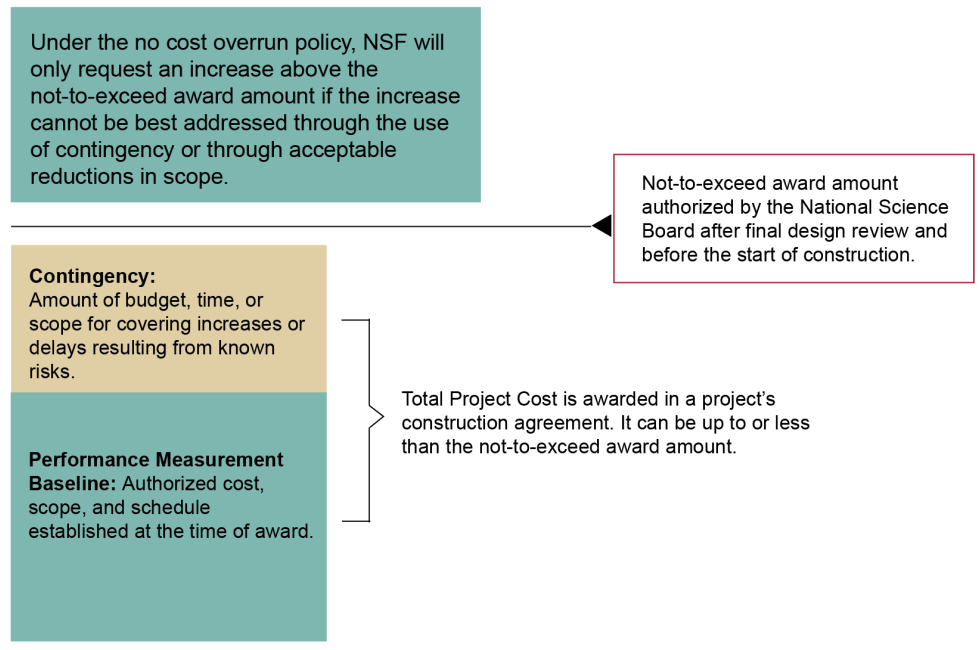 Under the no cost overrun policy, NSF will
only request an increase above the
not-to-exceed award amount if the increase
cannot be best addressed through the use
of contingency or through acceptable
reductions in scope.
Not-to-exceed award amount
authorized by the National Science
Board after final design review and
before the start of construction.
Contingency:
Amount of budget, time, or
scope for covering increases or
delays resulting from known
risks.
Total Project Cost is awarded in a project’s
construction agreement. It can be up to or less
than the not-to-exceed award amount.
Performance Measurement
Baseline: Authorized cost,
scope, and schedule
established at the time of award.